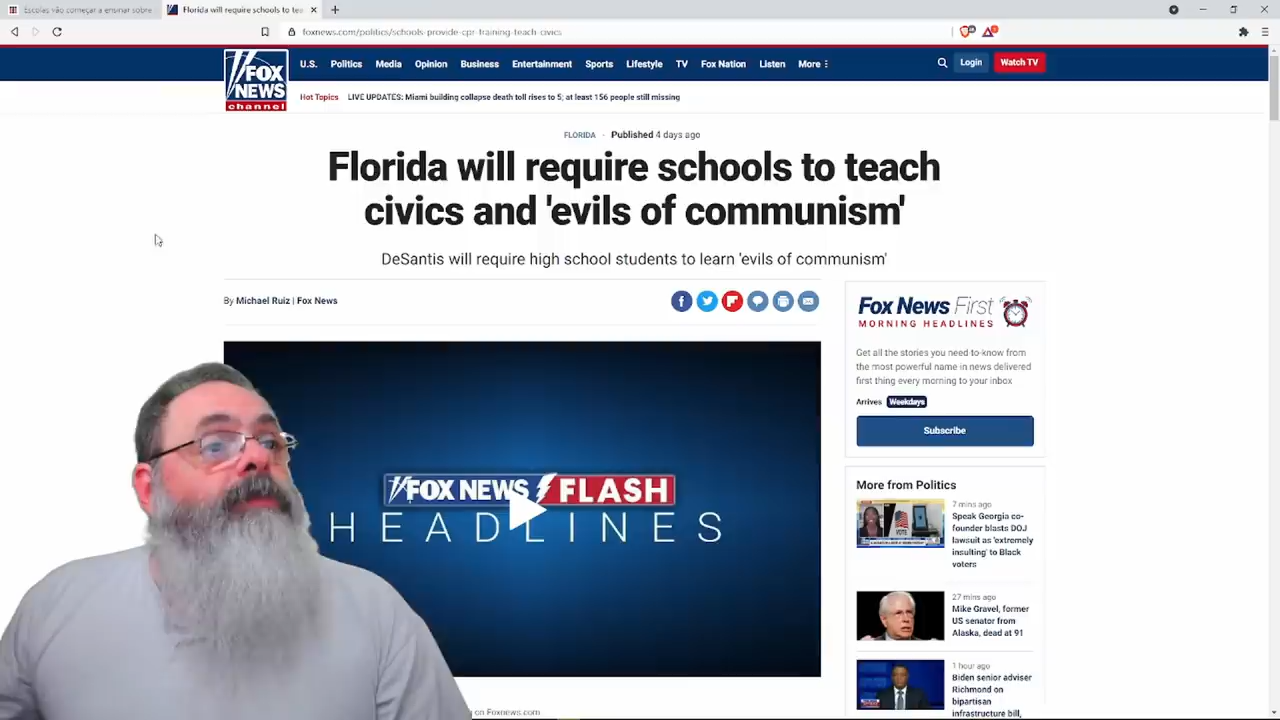 Escolas vão começar a ensinar sobre
Florida will require schools to tea
foxnews.com/politics/schools-provide-cpr-training-teach-civics
FOX
NEWS
channel
U.S. Politics Media Opinion Business Entertainment Sports Lifestyle TV Fox Nation Listen More
Login
Watch TV
Hot Topics LIVE UPDATES: Miami building collapse death toll rises to 5; at least 156 people still missing
FLORIDA · Published 4 days ago
Florida will require schools to teach
civics and 'evils of communism'
DeSantis will require high school students to learn 'evils of communism'
By Michael Ruiz | Fox News
FOX NEWS FLASH
HEADLINES
on Foxnews.com
Fox News First
MORNING HEADLINES
Get all the stories you need-to-know from
the most powerful name in news delivered
first thing every morning to your inbox
Arrives Weekdays
Subscribe
More from Politics
7 mins ago
Speak Georgia co-
founder blasts DOJ
lawsuit as 'extremely
insulting' to Black
voters
27 mins ago
Mike Gravel, former
US senator from
Alaska, dead at 91
1 hour ago
Biden senior adviser
Richmond on
bipartisan
infrastructure bill,